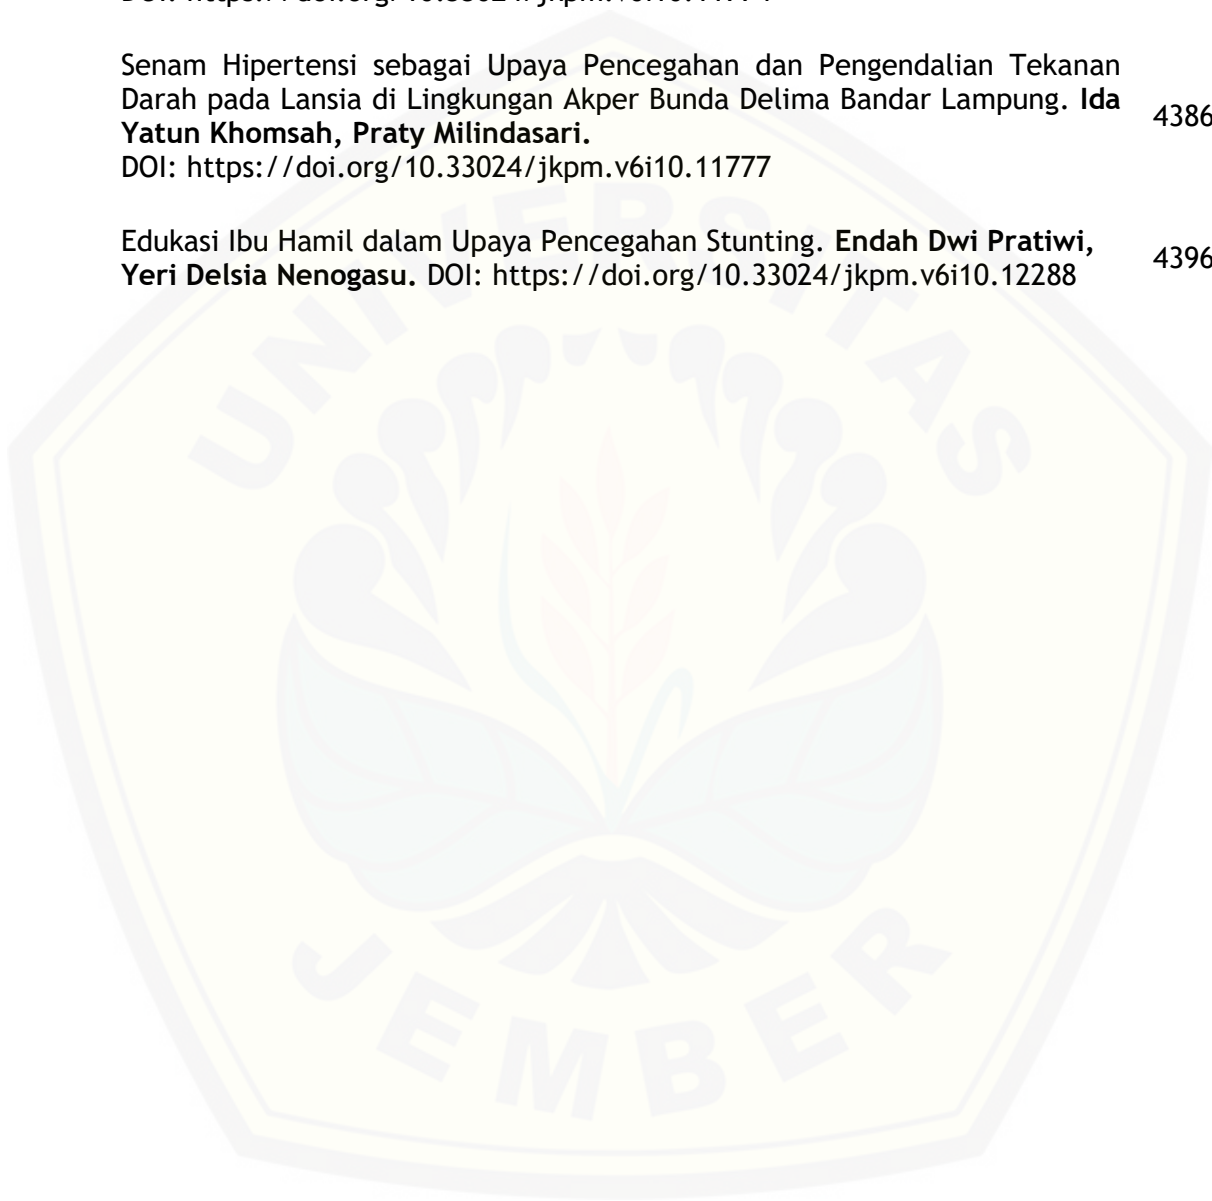 Senam Hipertensi sebagai Upaya Pencegahan dan Pengendalian Tekanan
Darah pada Lansia di Lingkungan Akper Bunda Delima Bandar Lampung. Ida
Yatun Khomsah, Praty Milindasari.
4386
DOI: https://doi.org/10.33024/jkpm.v6i10.11777
Edukasi Ibu Hamil dalam Upaya Pencegahan Stunting. Endah Dwi Pratiwi,
4396
Yeri Delsia Nenogasu. DOI: https://doi.org/10.33024/jkpm.v6i10.12288
UNIVERSITAS
JEMBER